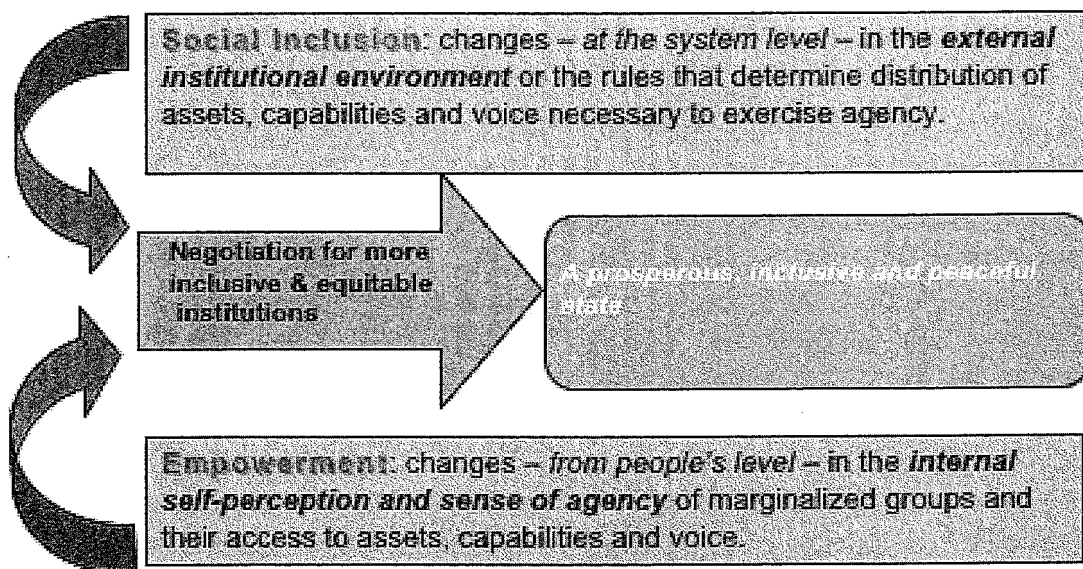 Social Inclusion: changes – at the system level – in the external
institutional environment or the rules that determine distribution of
assets, capabilities and voice necessary to exercise agency.
Negotiation for more
inclusive & equitable
institutions
A prosperous, inclusive and peaceful
state
Empowerment: changes – from people's level – in the internal
self-perception and sense of agency of marginalized groups and
their access to assets, capabilities and voice.